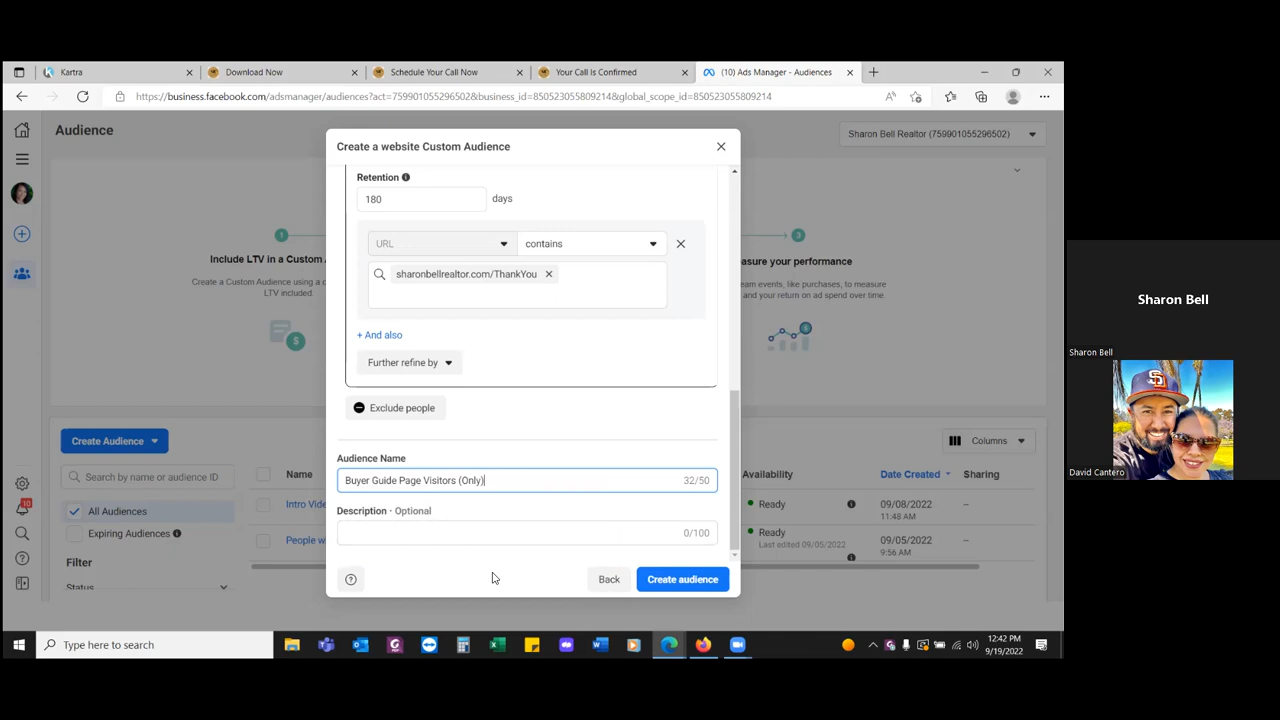 Kartra
Download Now
Schedule Your Call Now
Your Call Is Confirmed
(10) Ads Manager - Audiences
https://business.facebook.com/adsmanager/audiences?act=759901055296502&business_id=850523055809214&global_scope_id=850523055809214
Audience
Sharon Bell Realtor (759901055296502)
Create a website Custom Audience
Retention
180
days
URL
contains
sharonbellrealtor.com/ThankYou
+ And also
Further refine by
Exclude people
Audience Name
Buyer Guide Page Visitors (Only)
32/50
Description · Optional
0/100
Back
Create audience
1
Include LTV in a Custom A
Create a Custom Audience using a c
LTV included.
3
asure your performance
eam events, like purchases, to measure
and your return on ad spend over time.
Create Audience
Columns
Search by name or audience ID
Name
Availability
Date Created
Sharing
All Audiences
Intro Vide
Ready
09/08/2022
11:48 AM
–
Expiring Audiences
People w
Ready
Last edited 09/05/2022
09/05/2022
9:56 AM
–
Filter
Status
10
Type here to search
12:42 PM
9/19/2022
Sharon Bell
Sharon Bell
David Cantero